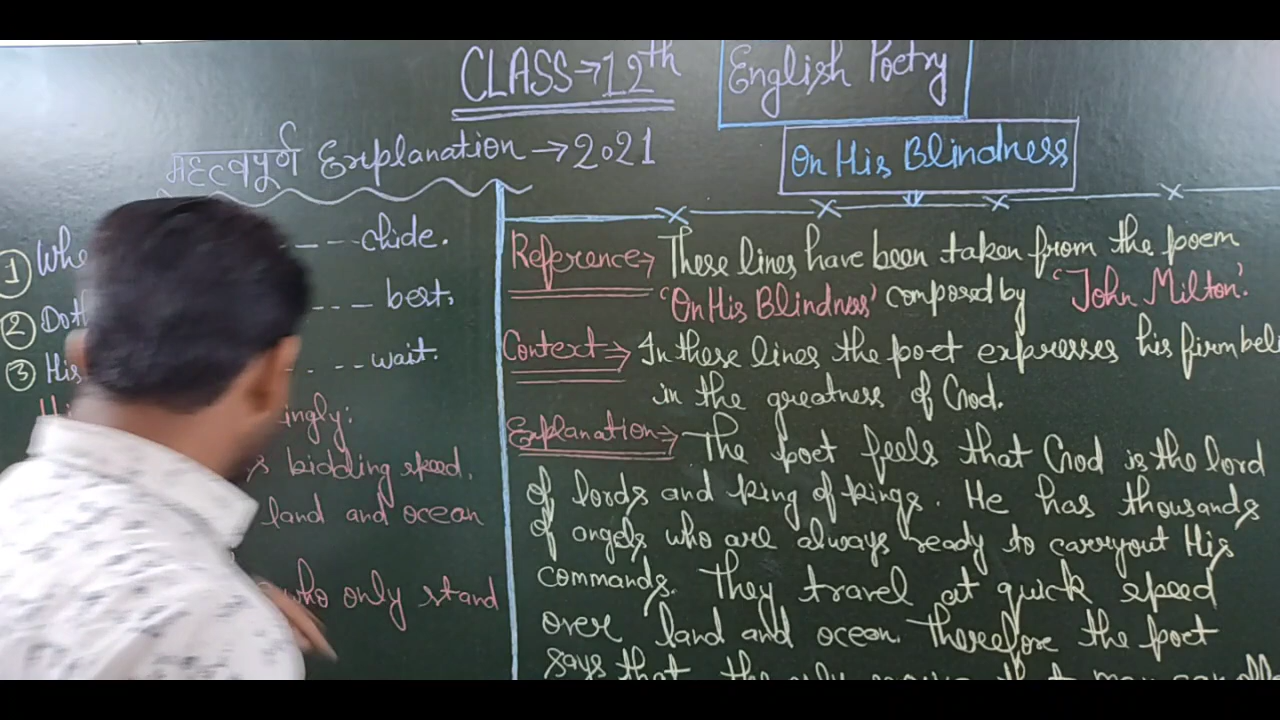 CLASS→12th
English Poetry
महत्वपूर्ण Explanation →2021
On His Blindness
① Whe --- chide.
② Doth --- best,
③ His --- wait.
ingly:
s bidding speed,
land and ocean
who only stand
Reference→ These lines have been taken from the poem
'On His Blindness' composed by 'John Milton'.
Context⇒ In these lines the poet expresses his firm beli
in the greatness of God.
Explanation⇒ The poet feels that God is the lord
of lords and king of kings. He has thousands
of angels who are always ready to carryout His
commands. They travel at quick speed
over land and ocean. Therefore the poet
says that the only